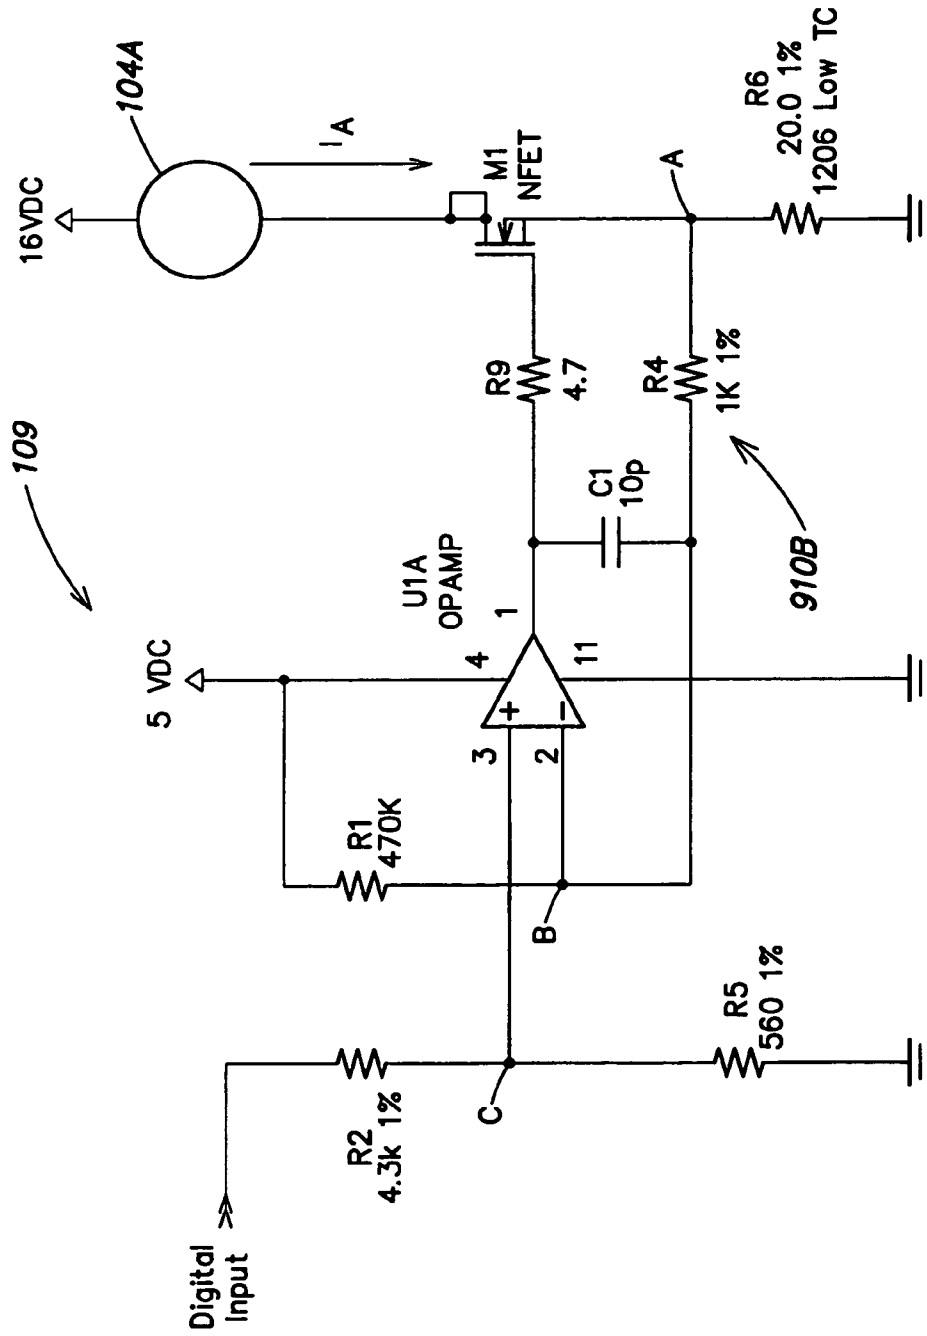 109
16VDC
104A
I A
5 VDC
U1A
OPAMP
M1
NFET
R1
470K
4
1
3
2
11
+
–
R9
4.7
C1
10p
A
B
C
R4
1K 1%
910B
R6
20.0 1%
1206 Low TC
Digital
Input
R2
4.3k 1%
R5
560 1%